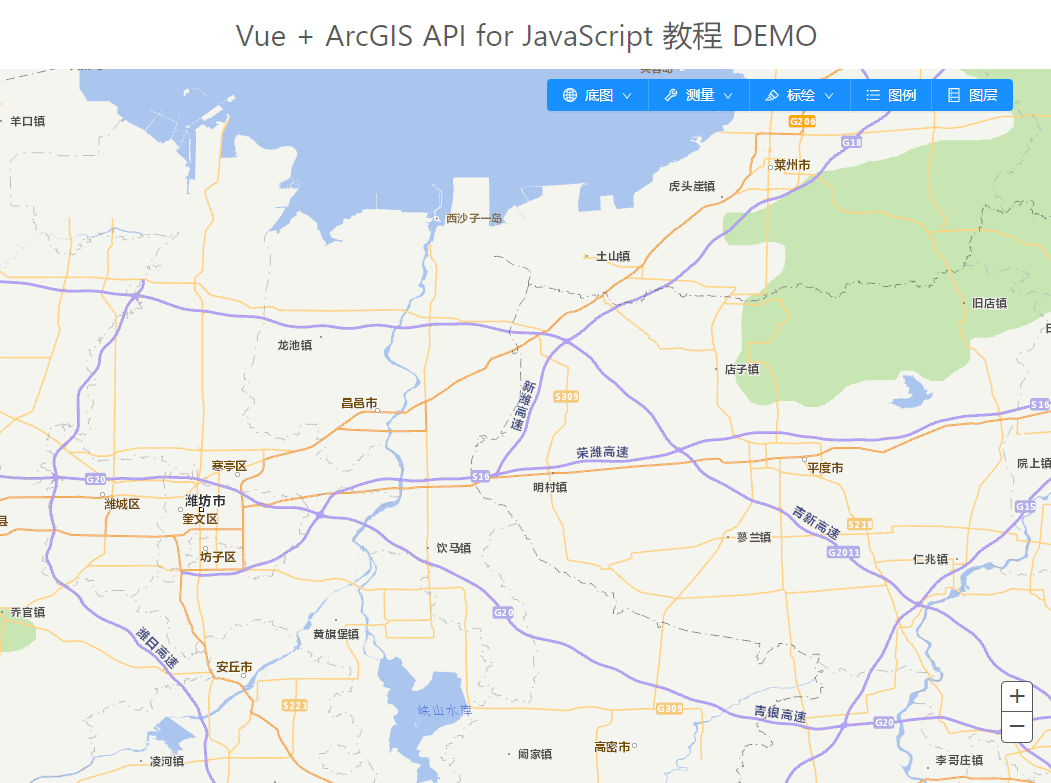 Vue + ArcGIS API for JavaScript 教程 DEMO
底图 测量 标绘 图例 图层
羊口镇
G206
G18
莱州市
虎头崖镇
西沙子一岛
土山镇
旧店镇
龙池镇
店子镇
新潍高速
S309
昌邑市
S16
荣潍高速
寒亭区
平度市
院上镇
G20
S16
明村镇
潍坊市
潍城区
奎文区
县
青新高速
G15
S218
蓼兰镇
饮马镇
G2011
坊子区
仁兆镇
乔官镇
G20
黄旗堡镇
潍日高速
安丘市
S221
峡山水库
G309
青银高速
G20
高密市
阚家镇
凌河镇
李哥庄镇
+
−